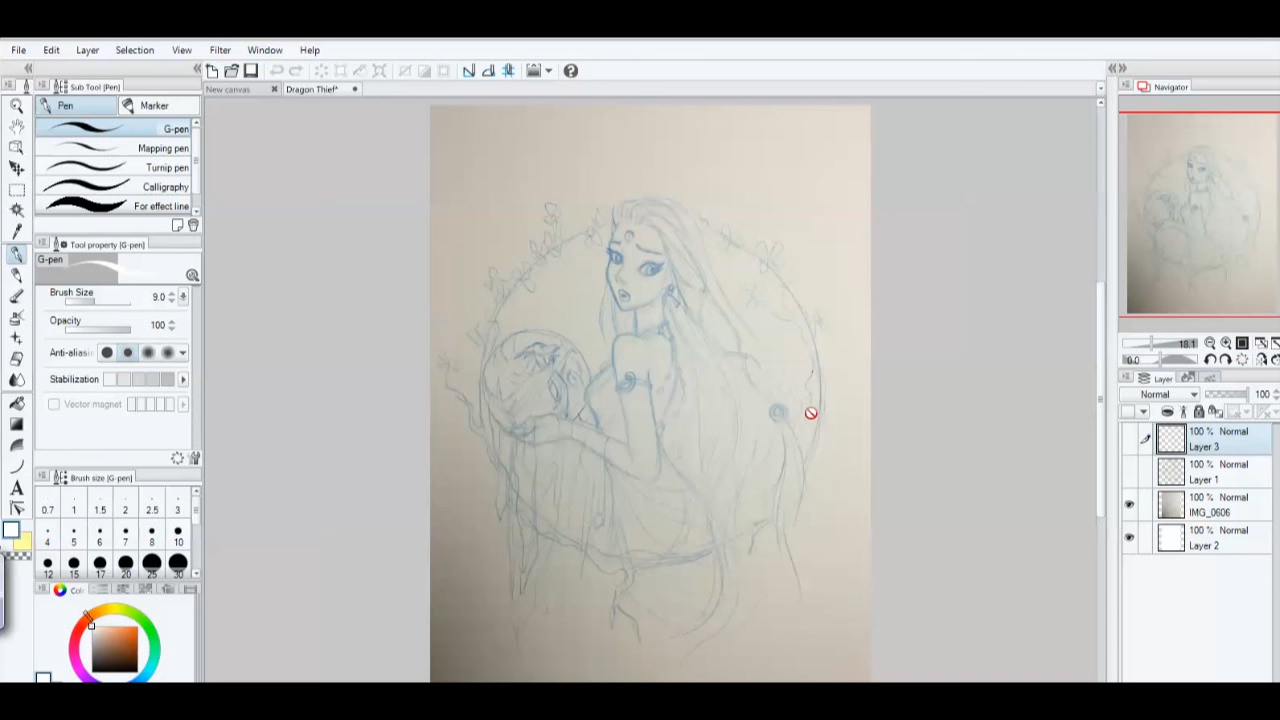 File Edit Layer Selection View Filter Window Help
Sub Tool [Pen]
New canvas Dragon Thief*
Navigator
Pen Marker
G-pen
Mapping pen
Turnip pen
Calligraphy
For effect line
Tool property [G-pen]
G-pen
Brush Size 9.0
Opacity 100
Anti-aliasi
Stabilization
Vector magnet
18.1
0.0
Layer
Normal 100
100 % Normal
Layer 3
100 % Normal
Layer 1
100 % Normal
IMG_0606
100 % Normal
Layer 2
Brush size [G-pen]
0.7 1 1.5 2 2.5 3
4 5 6 7 8 10
12 15 17 20 25 30
Col